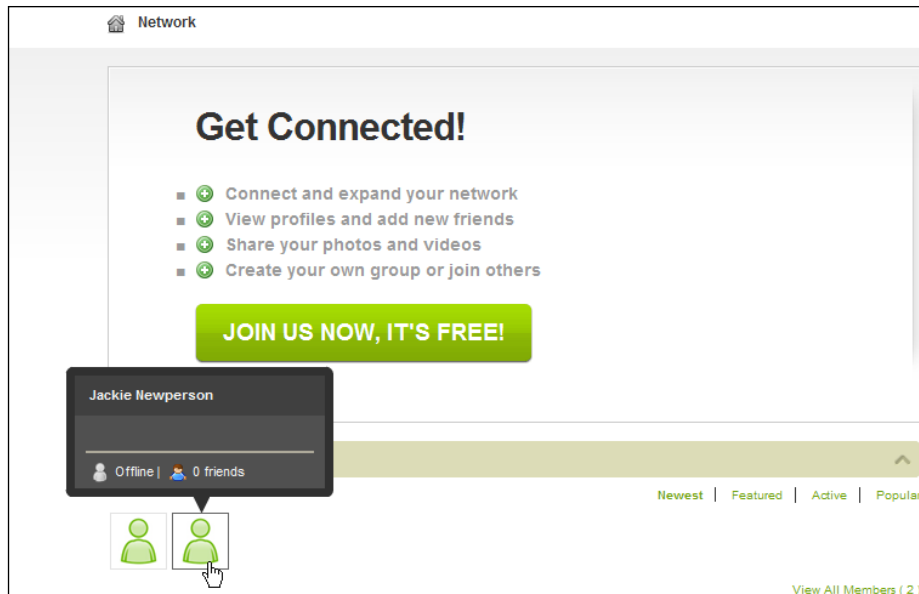 Network
Get Connected!
Connect and expand your network
View profiles and add new friends
Share your photos and videos
Create your own group or join others
JOIN US NOW, IT'S FREE!
Jackie Newperson
Offline | 0 friends
Newest | Featured | Active | Popular
View All Members ( 2